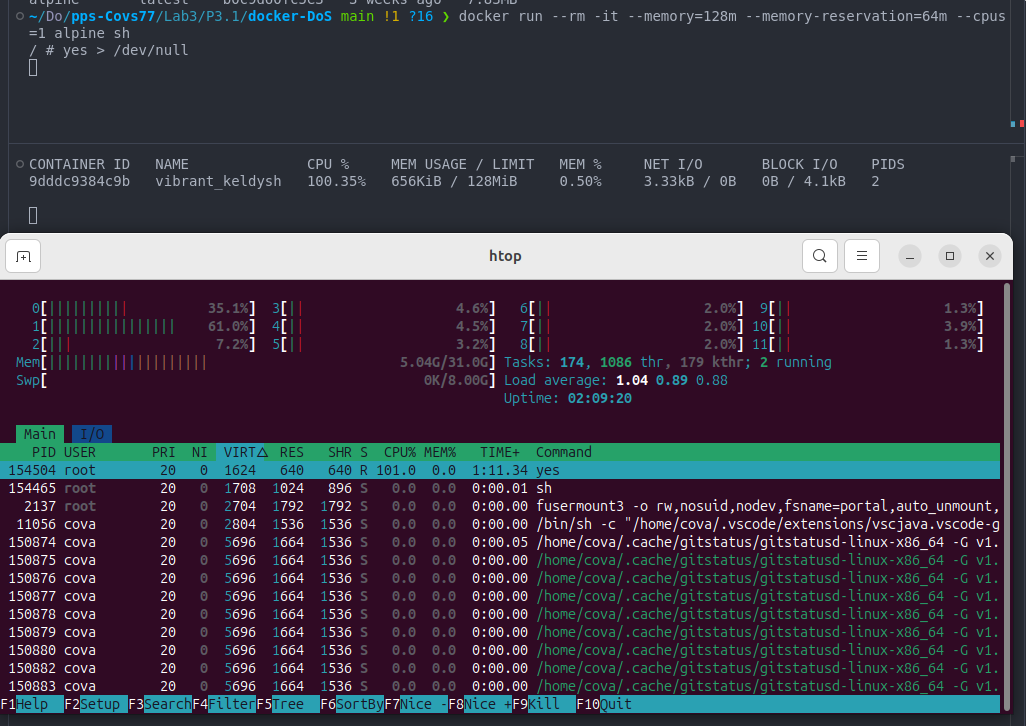 ~/Do/pps-Covs77/Lab3/P3.1/docker-DoS main !1 ?16 ❯ docker run --rm -it --memory=128m --memory-reservation=64m --cpus
=1 alpine sh
/ # yes > /dev/null
CONTAINER ID NAME CPU % MEM USAGE / LIMIT MEM % NET I/O BLOCK I/O PIDS
9dddc9384c9b vibrant_keldysh 100.35% 656KiB / 128MiB 0.50% 3.33kB / 0B 0B / 4.1kB 2
htop
0[|||||||||| 35.1%] 3[|| 4.6%] 6[|| 2.0%] 9[|| 1.3%]
1[|||||||||||||||| 61.0%] 4[|| 4.5%] 7[|| 2.0%] 10[|| 3.9%]
2[||| 7.2%] 5[|| 3.2%] 8[|| 2.0%] 11[|| 1.3%]
Mem[|||||||||||||||||||| 5.04G/31.0G] Tasks: 174, 1086 thr, 179 kthr; 2 running
Swp[ 0K/8.00G] Load average: 1.04 0.89 0.88
Uptime: 02:09:20
Main I/O
PID USER PRI NI VIRT△ RES SHR S CPU% MEM% TIME+ Command
154504 root 20 0 1624 640 640 R 101.0 0.0 1:11.34 yes
154465 root 20 0 1708 1024 896 S 0.0 0.0 0:00.01 sh
2137 root 20 0 2704 1792 1792 S 0.0 0.0 0:00.00 fusermount3 -o rw,nosuid,nodev,fsname=portal,auto_unmount,
11056 cova 20 0 2804 1536 1536 S 0.0 0.0 0:00.00 /bin/sh -c "/home/cova/.vscode/extensions/vscjava.vscode-g
150874 cova 20 0 5696 1664 1536 S 0.0 0.0 0:00.05 /home/cova/.cache/gitstatus/gitstatusd-linux-x86_64 -G v1.
150875 cova 20 0 5696 1664 1536 S 0.0 0.0 0:00.00 /home/cova/.cache/gitstatus/gitstatusd-linux-x86_64 -G v1.
150876 cova 20 0 5696 1664 1536 S 0.0 0.0 0:00.00 /home/cova/.cache/gitstatus/gitstatusd-linux-x86_64 -G v1.
150877 cova 20 0 5696 1664 1536 S 0.0 0.0 0:00.00 /home/cova/.cache/gitstatus/gitstatusd-linux-x86_64 -G v1.
150878 cova 20 0 5696 1664 1536 S 0.0 0.0 0:00.00 /home/cova/.cache/gitstatus/gitstatusd-linux-x86_64 -G v1.
150879 cova 20 0 5696 1664 1536 S 0.0 0.0 0:00.00 /home/cova/.cache/gitstatus/gitstatusd-linux-x86_64 -G v1.
150880 cova 20 0 5696 1664 1536 S 0.0 0.0 0:00.00 /home/cova/.cache/gitstatus/gitstatusd-linux-x86_64 -G v1.
150882 cova 20 0 5696 1664 1536 S 0.0 0.0 0:00.00 /home/cova/.cache/gitstatus/gitstatusd-linux-x86_64 -G v1.
150883 cova 20 0 5696 1664 1536 S 0.0 0.0 0:00.00 /home/cova/.cache/gitstatus/gitstatusd-linux-x86_64 -G v1.
F1Help F2Setup F3SearchF4FilterF5Tree F6SortByF7Nice -F8Nice +F9Kill F10Quit